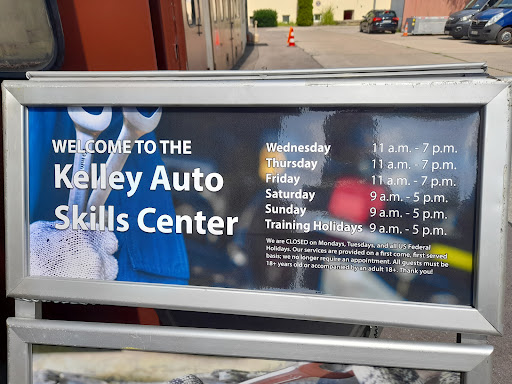 WELCOME TO THE
Kelley Auto
Skills Center
Wednesday 11 a.m. - 7 p.m.
Thursday 11 a.m. - 7 p.m.
Friday 11 a.m. - 7 p.m.
Saturday 9 a.m. - 5 p.m.
Sunday 9 a.m. - 5 p.m.
Training Holidays 9 a.m. - 5 p.m.
We are CLOSED on Mondays, Tuesdays, and all US Federal
Holidays. Our services are provided on a first come, first served
basis; we no longer require an appointment. All guests must be
18+ years old or accompanied by an adult 18+. Thank you!